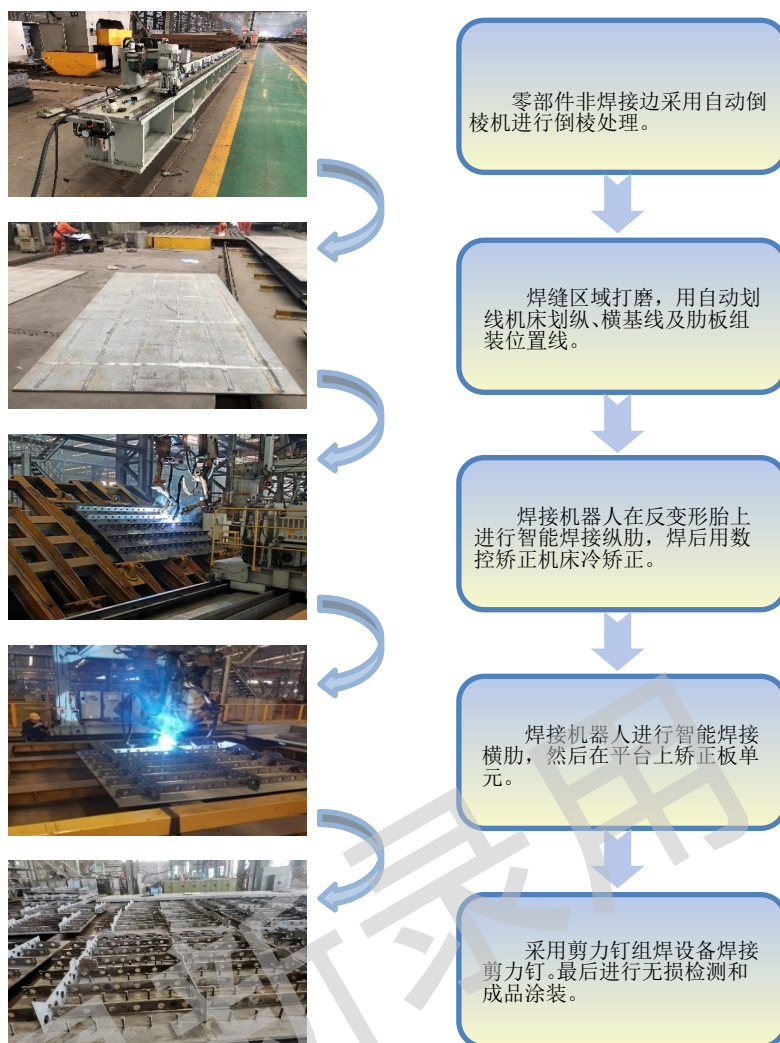 零部件非焊接边采用自动倒
棱机进行倒棱处理。
焊缝区域打磨，用自动划
线机床划纵、横基线及肋板组
装位置线。
焊接机器人在反变形胎上
进行智能焊接纵肋，焊后用数
控矫正机床冷矫正。
焊接机器人进行智能焊接
横肋，然后在平台上矫正板单
元。
采用剪力钉组焊设备焊接
剪力钉。最后进行无损检测和
成品涂装。
录用